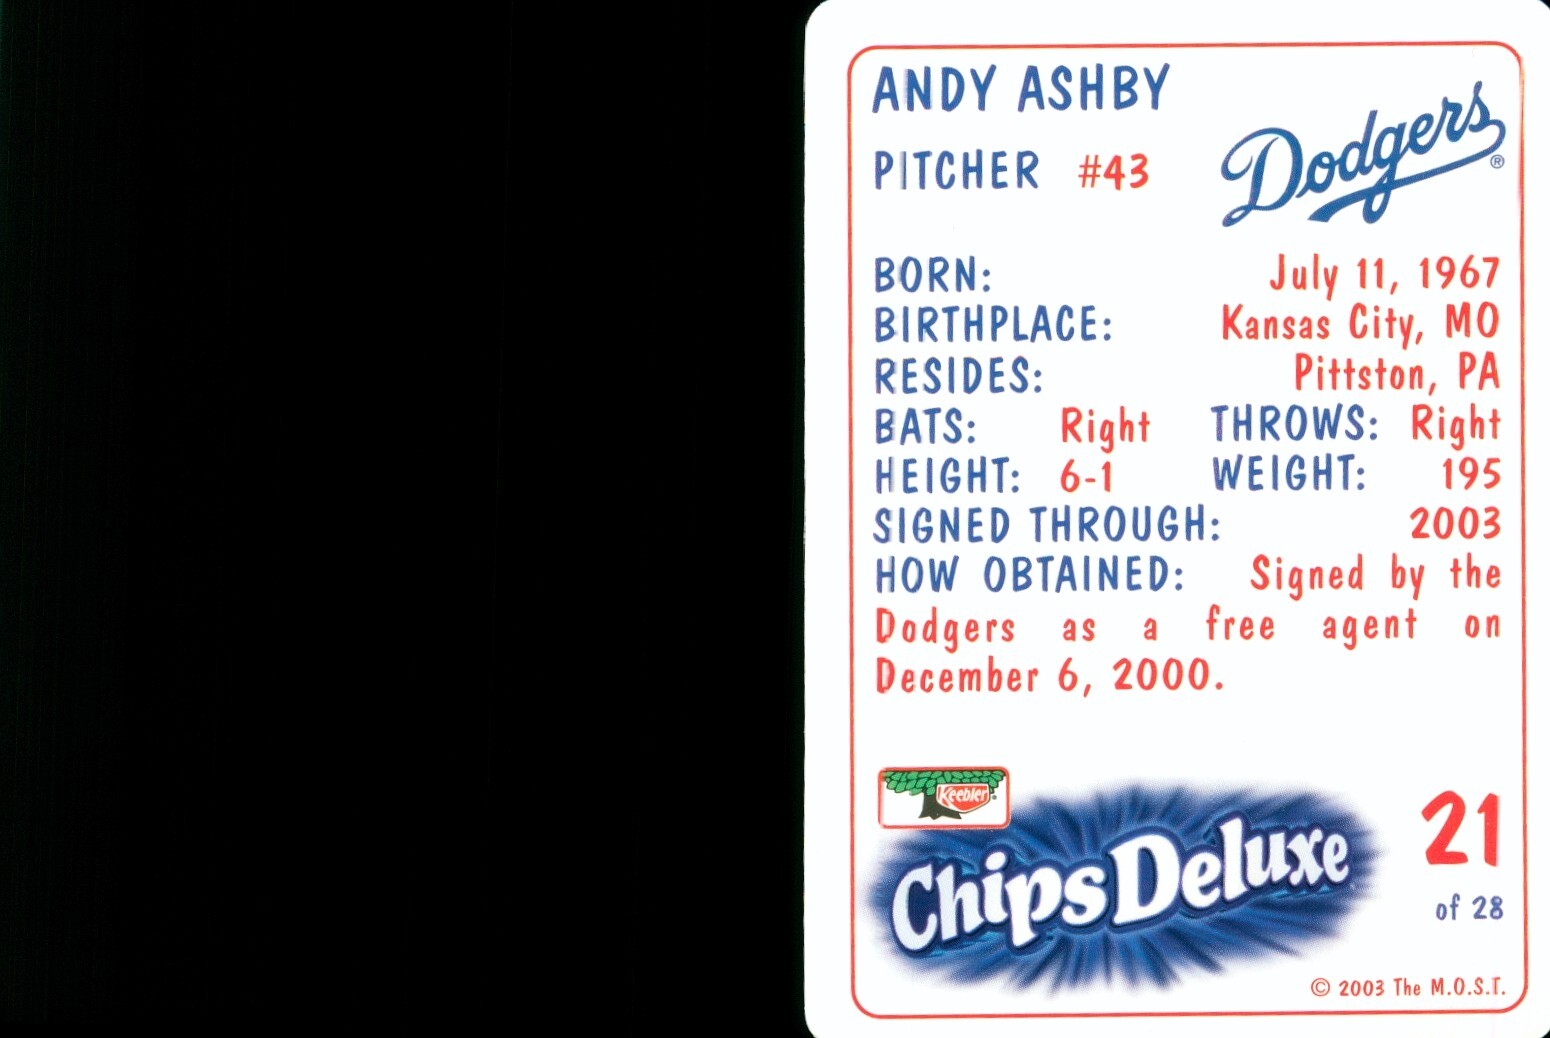 ANDY ASHBY
Dodgers®
PITCHER #43
BORN: July 11, 1967
BIRTHPLACE: Kansas City, MO
RESIDES: Pittston, PA
BATS: Right THROWS: Right
HEIGHT: 6-1 WEIGHT: 195
SIGNED THROUGH: 2003
HOW OBTAINED: Signed by the
Dodgers as a free agent on
December 6, 2000.
Keebler®
Chips Deluxe
21
of 28
© 2003 The M.O.S.T.